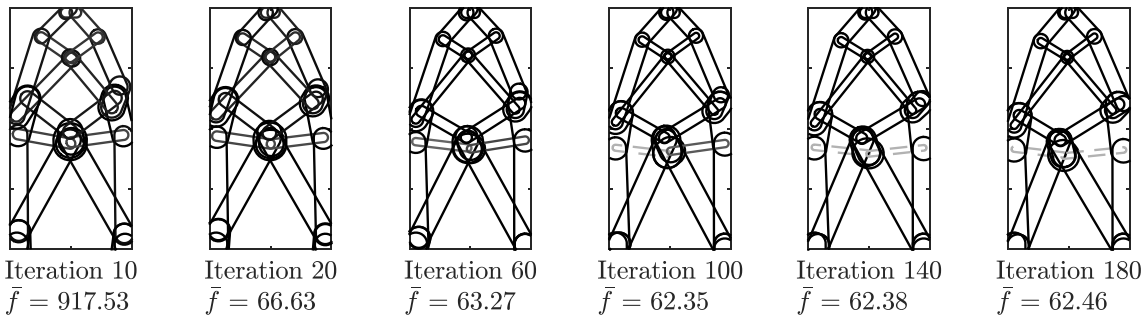 Iteration 10 Iteration 20 Iteration 60 Iteration 100 Iteration 140 Iteration 180
f̄ = 917.53 f̄ = 66.63 f̄ = 63.27 f̄ = 62.35 f̄ = 62.38 f̄ = 62.46